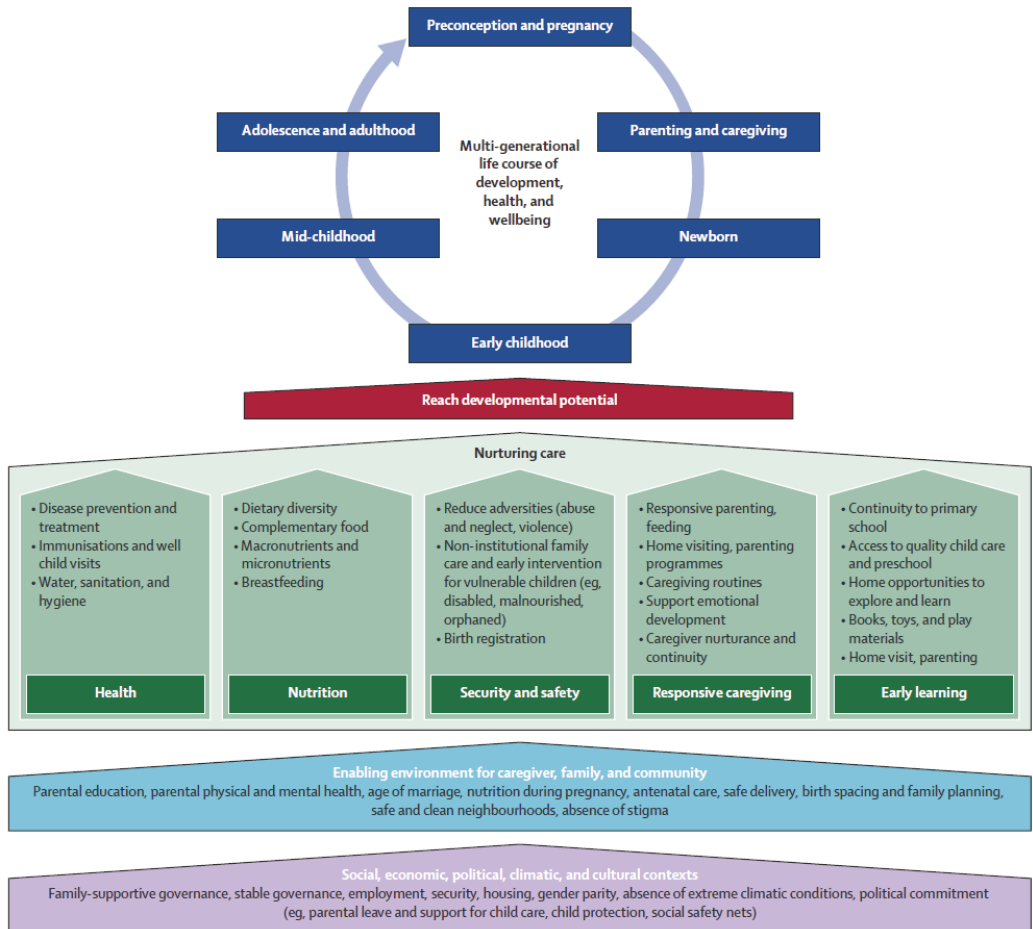 Preconception and pregnancy
Adolescence and adulthood
Parenting and caregiving
Multi-generational
life course of
development,
health, and
wellbeing
Mid-childhood
Newborn
Early childhood
Reach developmental potential
Nurturing care
• Disease prevention and
treatment
• Immunisations and well
child visits
• Water, sanitation, and
hygiene
Health
• Dietary diversity
• Complementary food
• Macronutrients and
micronutrients
• Breastfeeding
Nutrition
• Reduce adversities (abuse
and neglect, violence)
• Non-institutional family
care and early intervention
for vulnerable children (eg,
disabled, malnourished,
orphaned)
• Birth registration
Security and safety
• Responsive parenting,
feeding
• Home visiting, parenting
programmes
• Caregiving routines
• Support emotional
development
• Caregiver nurturance and
continuity
Responsive caregiving
• Continuity to primary
school
• Access to quality child care
and preschool
• Home opportunities to
explore and learn
• Books, toys, and play
materials
• Home visit, parenting
Early learning
Enabling environment for caregiver, family, and community
Parental education, parental physical and mental health, age of marriage, nutrition during pregnancy, antenatal care, safe delivery, birth spacing and family planning,
safe and clean neighbourhoods, absence of stigma
Social, economic, political, climatic, and cultural contexts
Family-supportive governance, stable governance, employment, security, housing, gender parity, absence of extreme climatic conditions, political commitment
(eg, parental leave and support for child care, child protection, social safety nets)